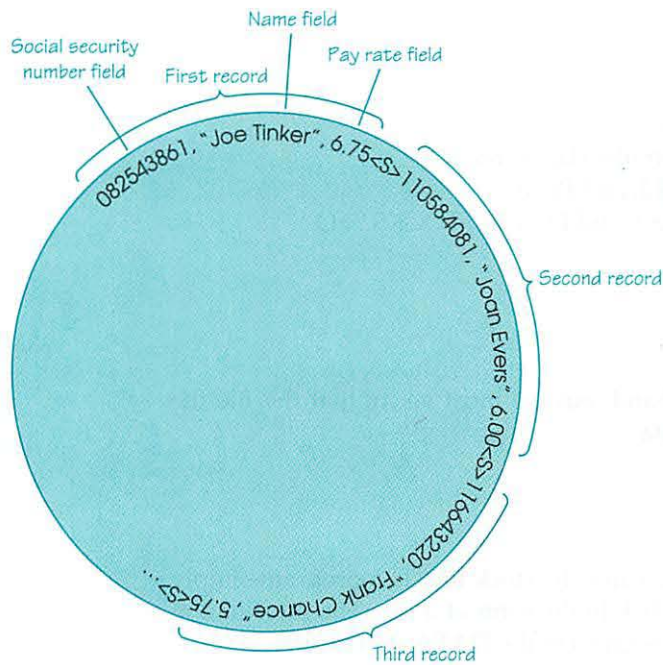 Name field
Social security
number field
First record
Pay rate field
082543861, "Joe Tinker", 6.75<S>110584081, "Joan Evers", 6.00<S>116643220, "Frank Chance", 5.75<S>...
Second record
Third record